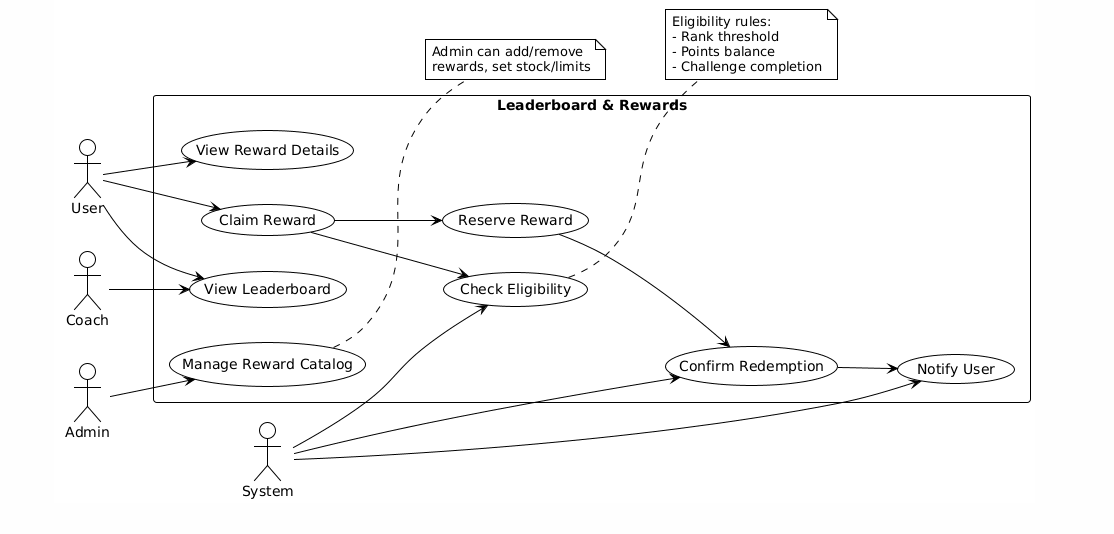 Eligibility rules:
- Rank threshold
- Points balance
- Challenge completion
Admin can add/remove
rewards, set stock/limits
Leaderboard & Rewards
View Reward Details
User
Claim Reward
Reserve Reward
View Leaderboard
Check Eligibility
Coach
Manage Reward Catalog
Confirm Redemption
Notify User
Admin
System